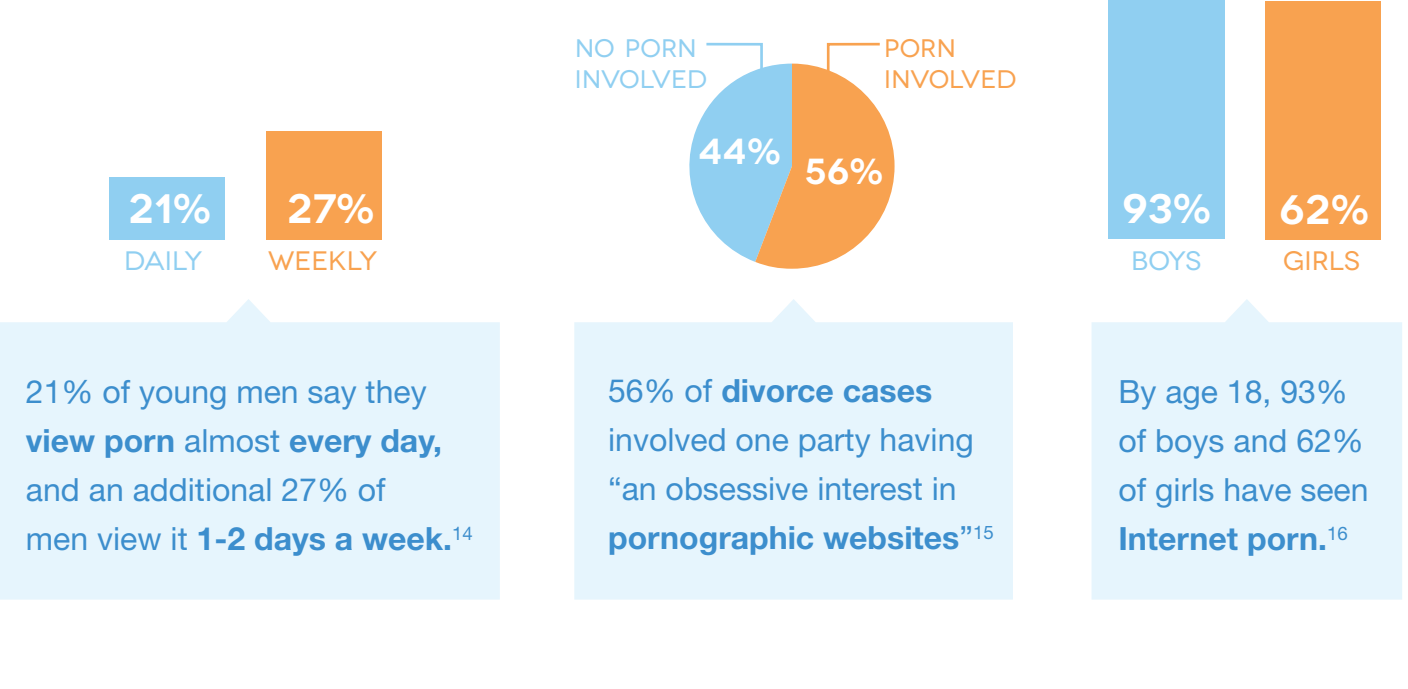 21%
27%
DAILY
WEEKLY
21% of young men say they
view porn almost every day,
and an additional 27% of
men view it 1-2 days a week.14
NO PORN
INVOLVED
PORN
INVOLVED
44%
56%
56% of divorce cases
involved one party having
“an obsessive interest in
pornographic websites”15
93%
62%
BOYS
GIRLS
By age 18, 93%
of boys and 62%
of girls have seen
Internet porn.16